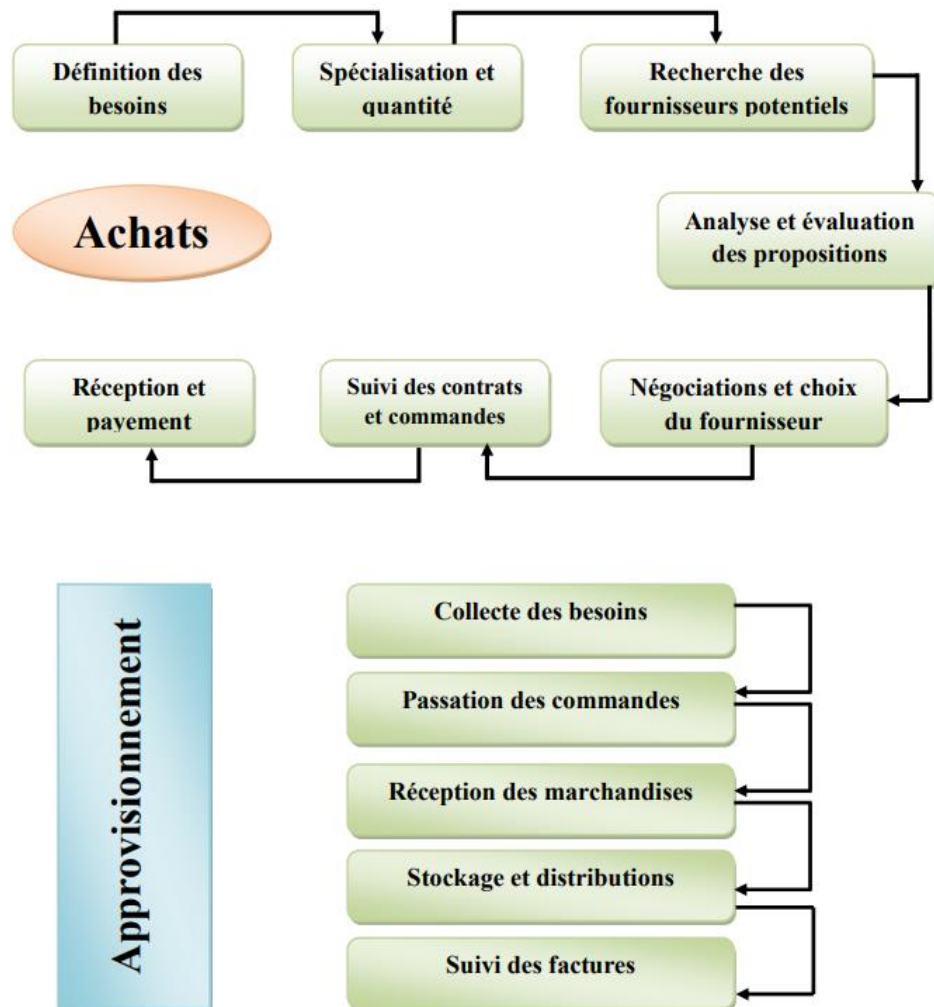 Définition des
besoins
Spécialisation et
quantité
Recherche des
fournisseurs potentiels
Achats
Analyse et évaluation
des propositions
Réception et
payement
Suivi des contrats
et commandes
Négociations et choix
du fournisseur
Approvisionnement
Collecte des besoins
Passation des commandes
Réception des marchandises
Stockage et distributions
Suivi des factures